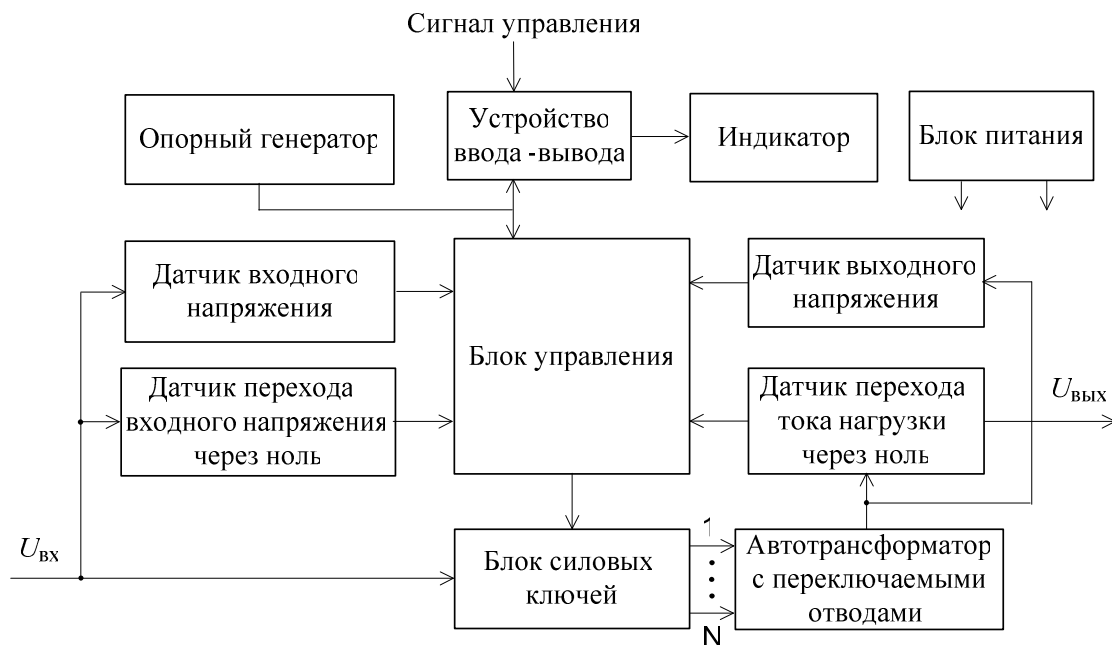 Сигнал управления
Опорный генератор
Устройство
ввода -вывода
Индикатор
Блок питания
Датчик входного
напряжения
Блок управления
Датчик выходного
напряжения
Датчик перехода
входного напряжения
через ноль
Датчик перехода
тока нагрузки
через ноль
Uвых
Uвх
Блок силовых
ключей
1
N
Автотрансформатор
с переключаемыми
отводами